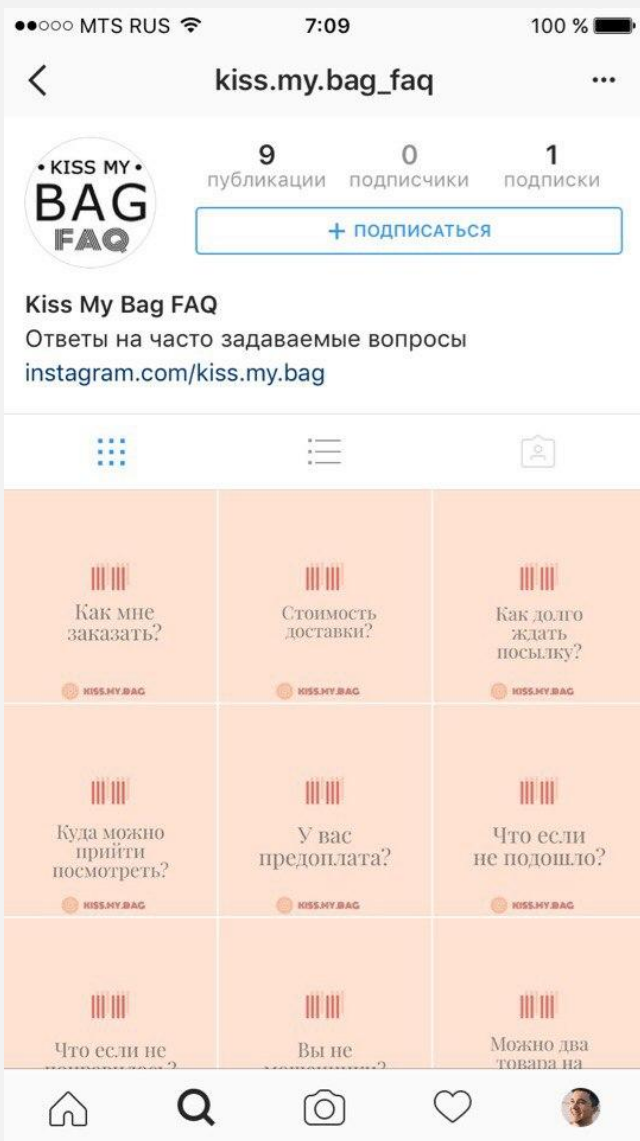 MTS RUS 7:09 100 %
kiss.my.bag_faq
• KISS MY •
BAG
FAQ
9 0 1
публикации подписчики подписки
+ ПОДПИСАТЬСЯ
Kiss My Bag FAQ
Ответы на часто задаваемые вопросы
instagram.com/kiss.my.bag
Как мне
заказать?
KISS.MY.BAG
Стоимость
доставки?
KISS.MY.BAG
Как долго
ждать
посылку?
KISS.MY.BAG
Куда можно
прийти
посмотреть?
KISS.MY.BAG
У вас
предоплата?
KISS.MY.BAG
Что если
не подошло?
KISS.MY.BAG
Что если не
Вы не
Можно два
товара на